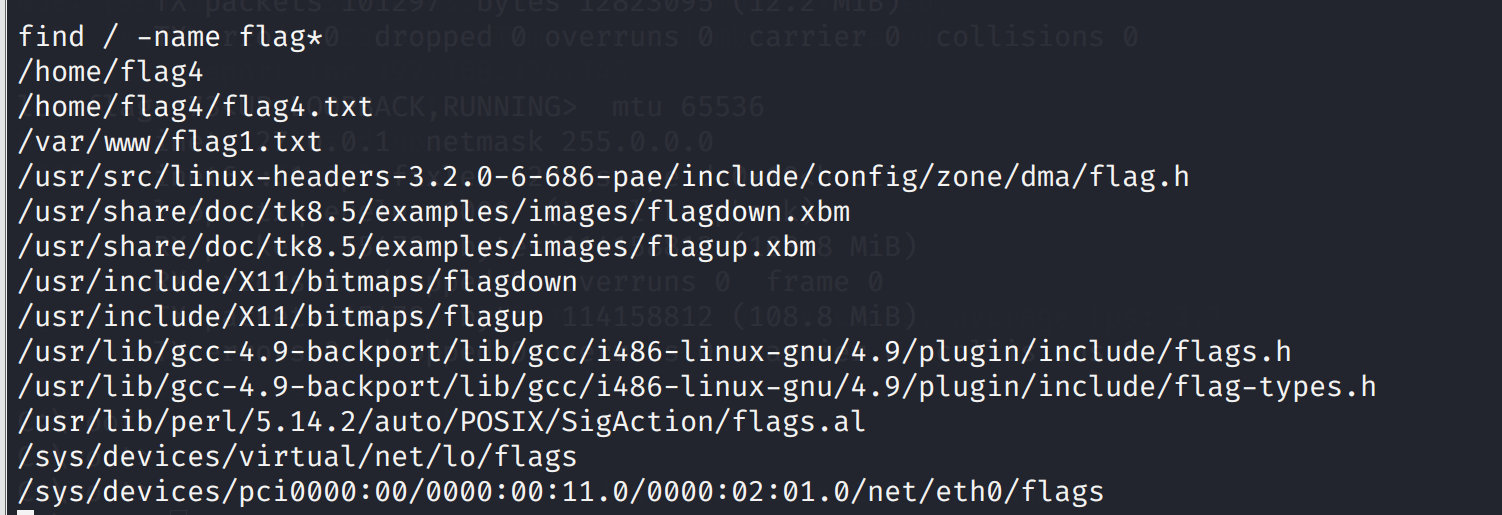 find / -name flag*
/home/flag4
/home/flag4/flag4.txt
/var/www/flag1.txt
/usr/src/linux-headers-3.2.0-6-686-pae/include/config/zone/dma/flag.h
/usr/share/doc/tk8.5/examples/images/flagdown.xbm
/usr/share/doc/tk8.5/examples/images/flagup.xbm
/usr/include/X11/bitmaps/flagdown
/usr/include/X11/bitmaps/flagup
/usr/lib/gcc-4.9-backport/lib/gcc/i486-linux-gnu/4.9/plugin/include/flags.h
/usr/lib/gcc-4.9-backport/lib/gcc/i486-linux-gnu/4.9/plugin/include/flag-types.h
/usr/lib/perl/5.14.2/auto/POSIX/SigAction/flags.al
/sys/devices/virtual/net/lo/flags
/sys/devices/pci0000:00/0000:00:11.0/0000:02:01.0/net/eth0/flags